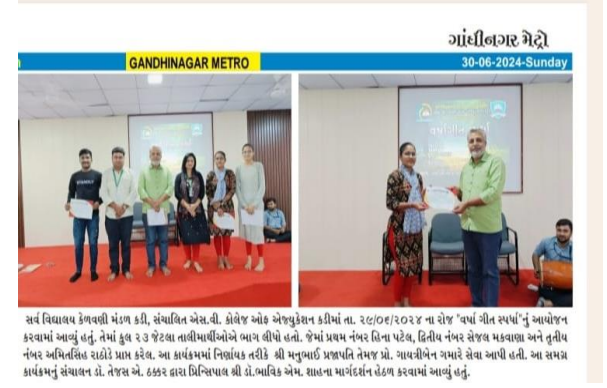 ગાંધીનગર મેટ્રો
GANDHINAGAR METRO
30-06-2024-Sunday
વર્ષાગીત સ્પર્ધા
સર્વ વિદ્યાલય કેળવણી મંડળ કડી, સંચાલિત એસ.વી. કોલેજ ઓફ એજ્યુકેશન કડીમાં તા. ૨૯/૦૬/૨૦૨૪ ના રોજ "વર્ષા ગીત સ્પર્ધા"નું આયોજન
કરવામાં આવ્યું હતું. તેમાં કુલ ૨૩ જેટલા તાલીમાર્થીઓએ ભાગ લીધો હતો. જેમાં પ્રથમ નંબર હિના પટેલ, દ્વિતીય નંબર સેજલ મકવાણા અને તૃતીય
નંબર અમિતસિંહ રાઠોડે પ્રાપ્ત કરેલ. આ કાર્યક્રમમાં નિર્ણાયક તરીકે શ્રી મનુભાઈ પ્રજાપતિ તેમજ પ્રો. ગાયત્રીબેન ગમારે સેવા આપી હતી. આ સમગ્ર
કાર્યક્રમનું સંચાલન ડૉ. તેજસ એ. ઠક્કર દ્વારા પ્રિન્સિપાલ શ્રી ડૉ.ભાવિક એમ. શાહના માર્ગદર્શન હેઠળ કરવામાં આવ્યું હતું.